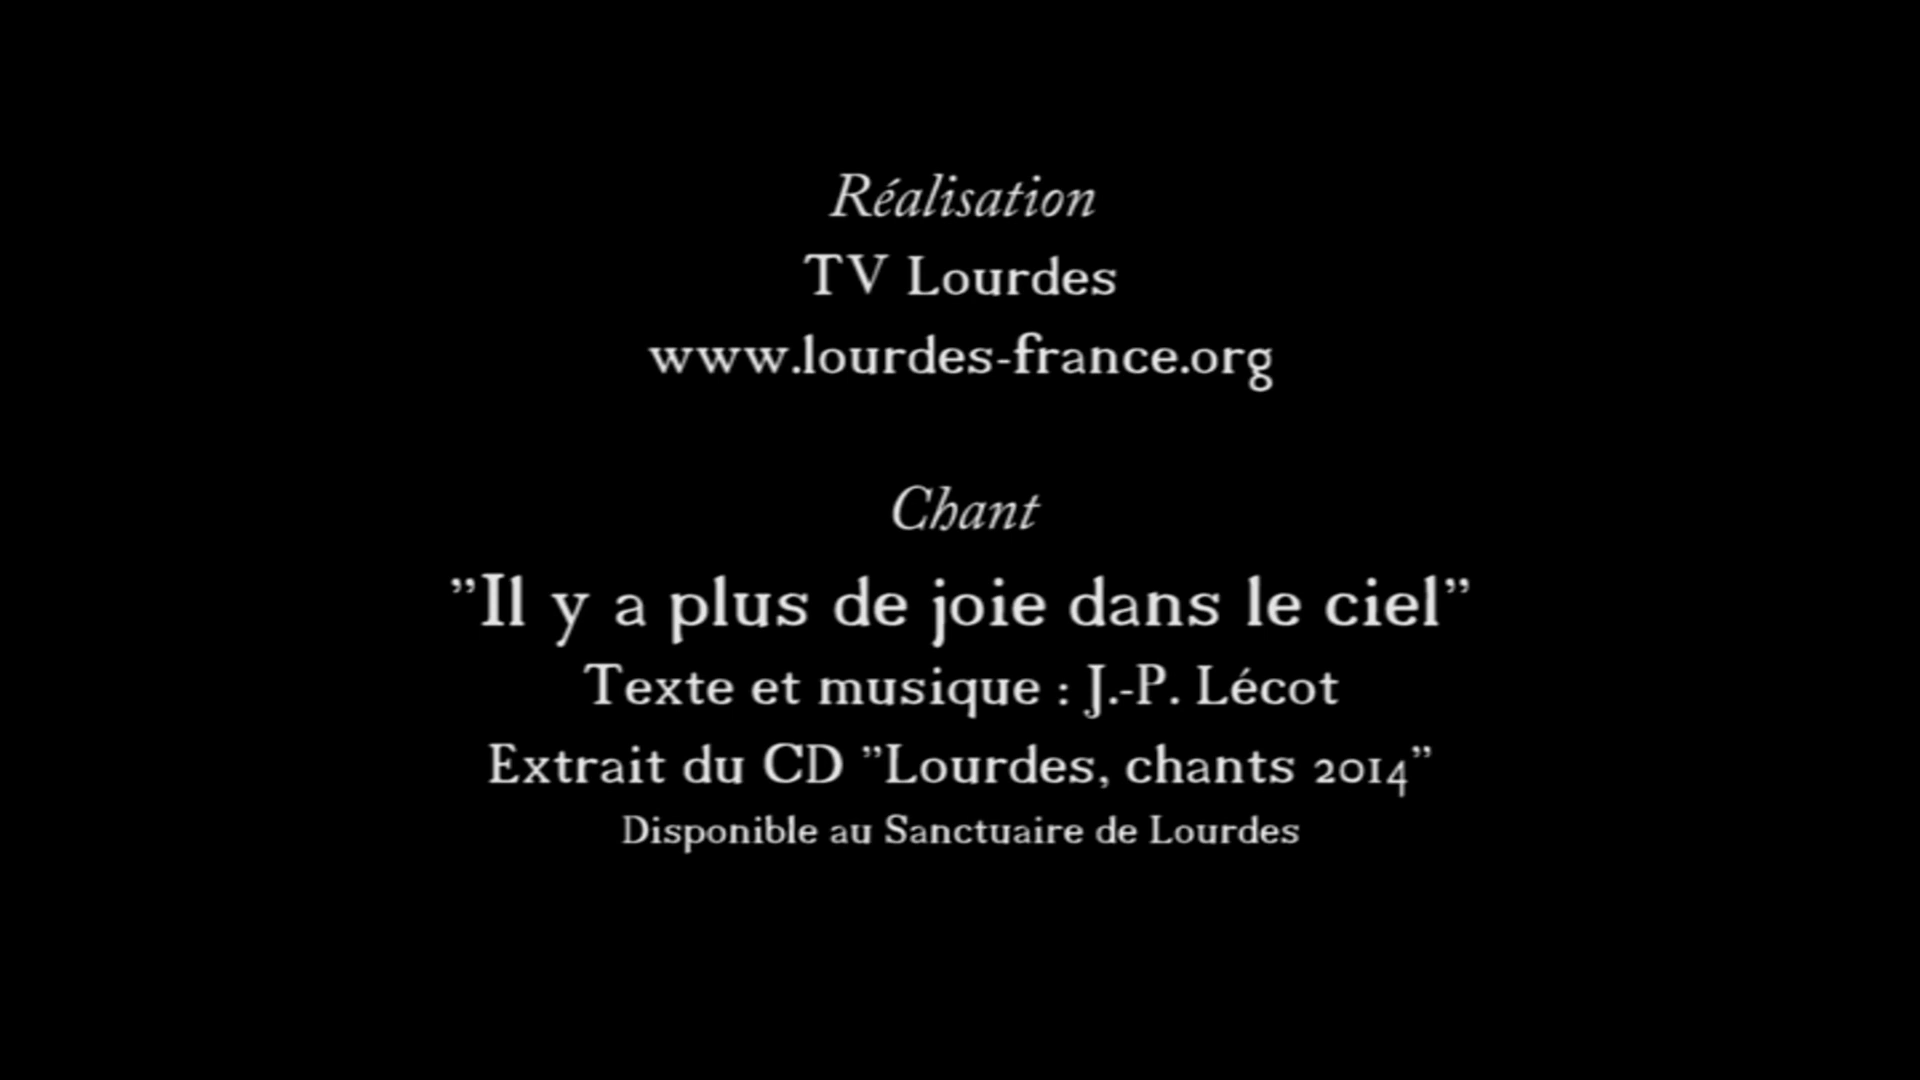 Réalisation
TV Lourdes
www.lourdes-france.org
Chant
”Il y a plus de joie dans le ciel”
Texte et musique : J.-P. Lécot
Extrait du CD ”Lourdes, chants 2014”
Disponible au Sanctuaire de Lourdes